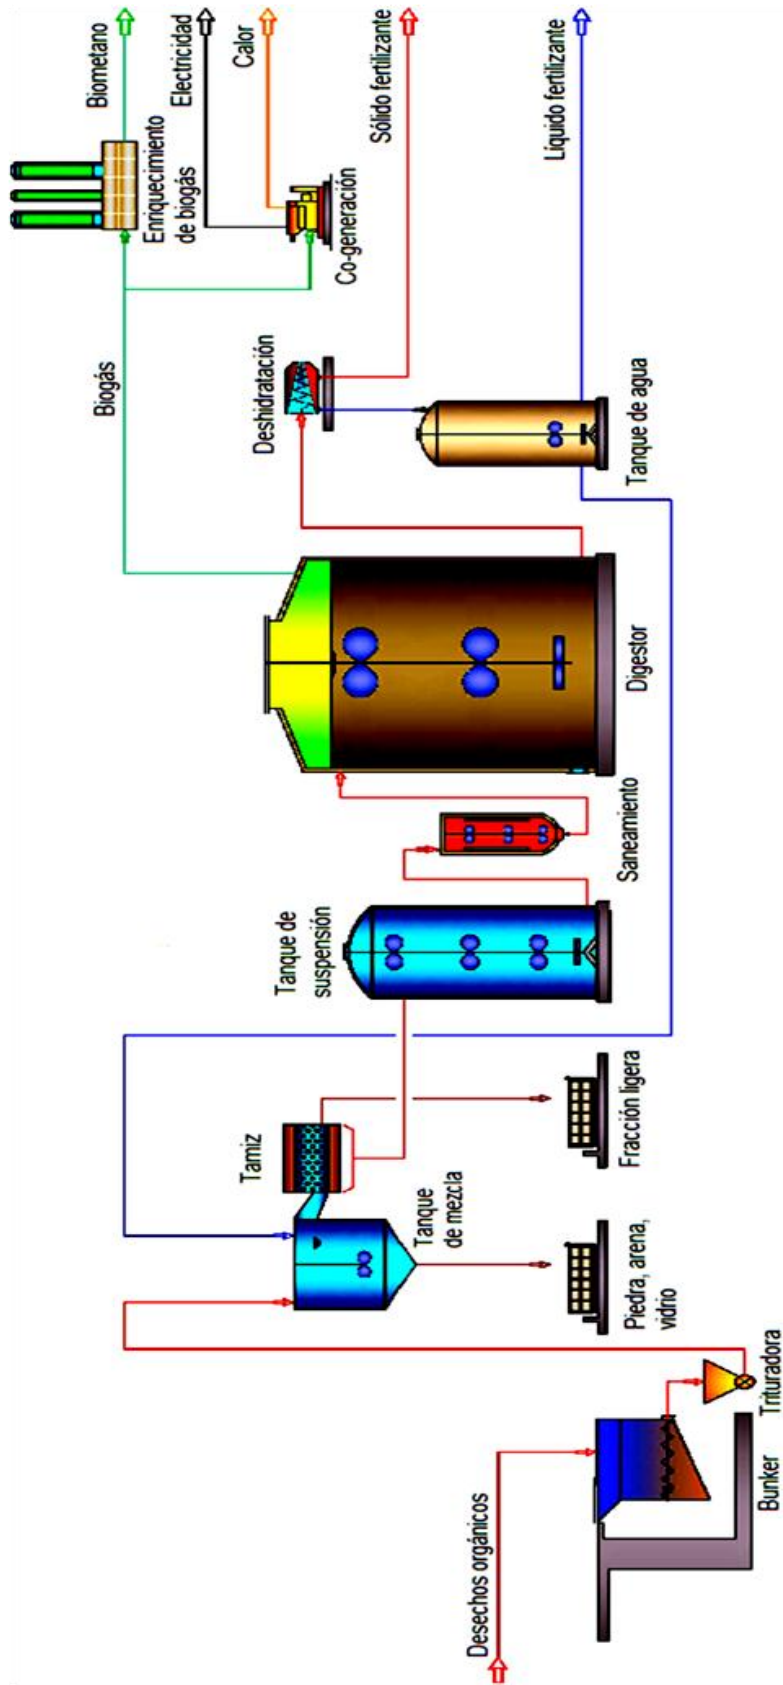 Desechos orgánicos
Bunker
Trituradora
Tanque
de mezcla
Piedra, arena,
vidrio
Tamiz
Fracción ligera
Tanque de
suspensión
Saneamiento
Digestor
Biogás
Deshidratación
Tanque de agua
Enriquecimiento
de biogás
Co-generación
Biometano
Electricidad
Calor
Sólido fertilizante
Líquido fertilizante